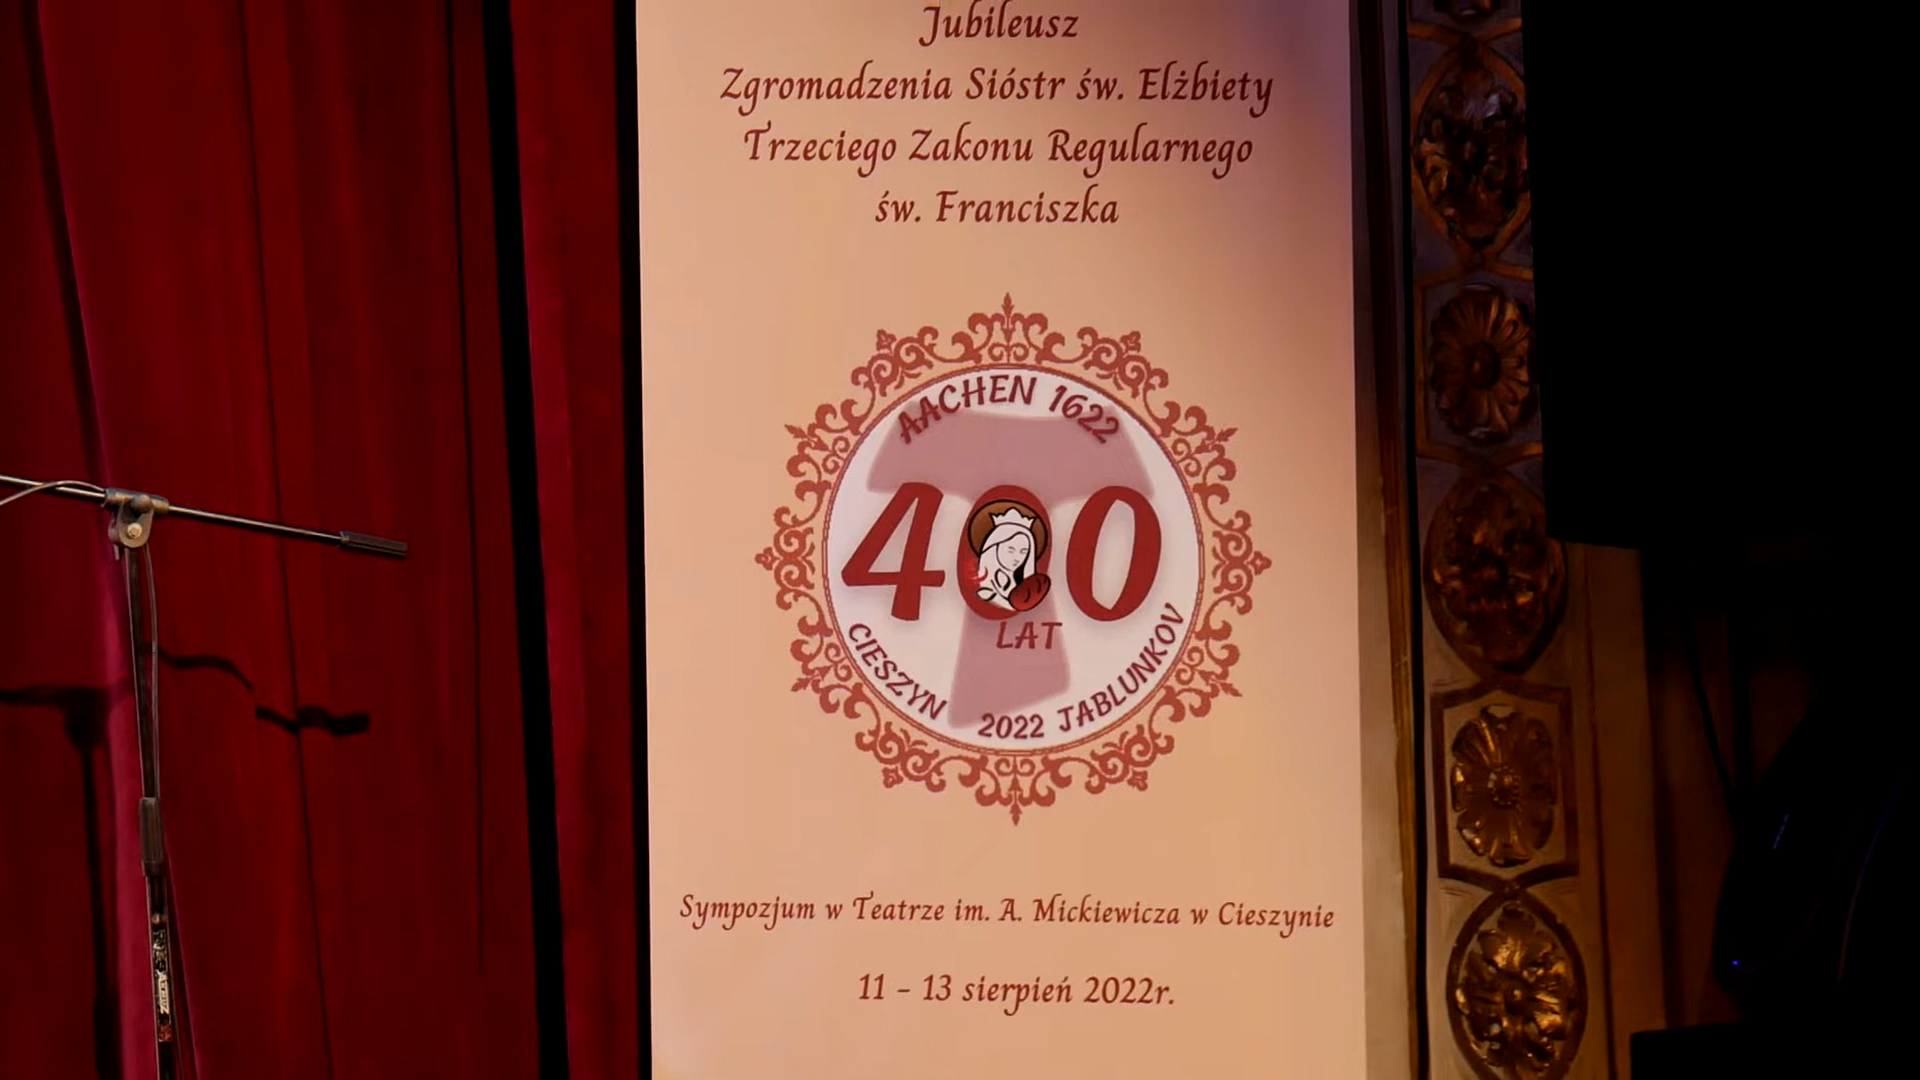 Jubileusz
Zgromadzenia Sióstr św. Elżbiety
Trzeciego Zakonu Regularnego
św. Franciszka
AACHEN 1622
400
LAT
CIESZYN 2022 JABLUNKOV
Sympozjum w Teatrze im. A. Mickiewicza w Cieszynie
11 - 13 sierpień 2022r.